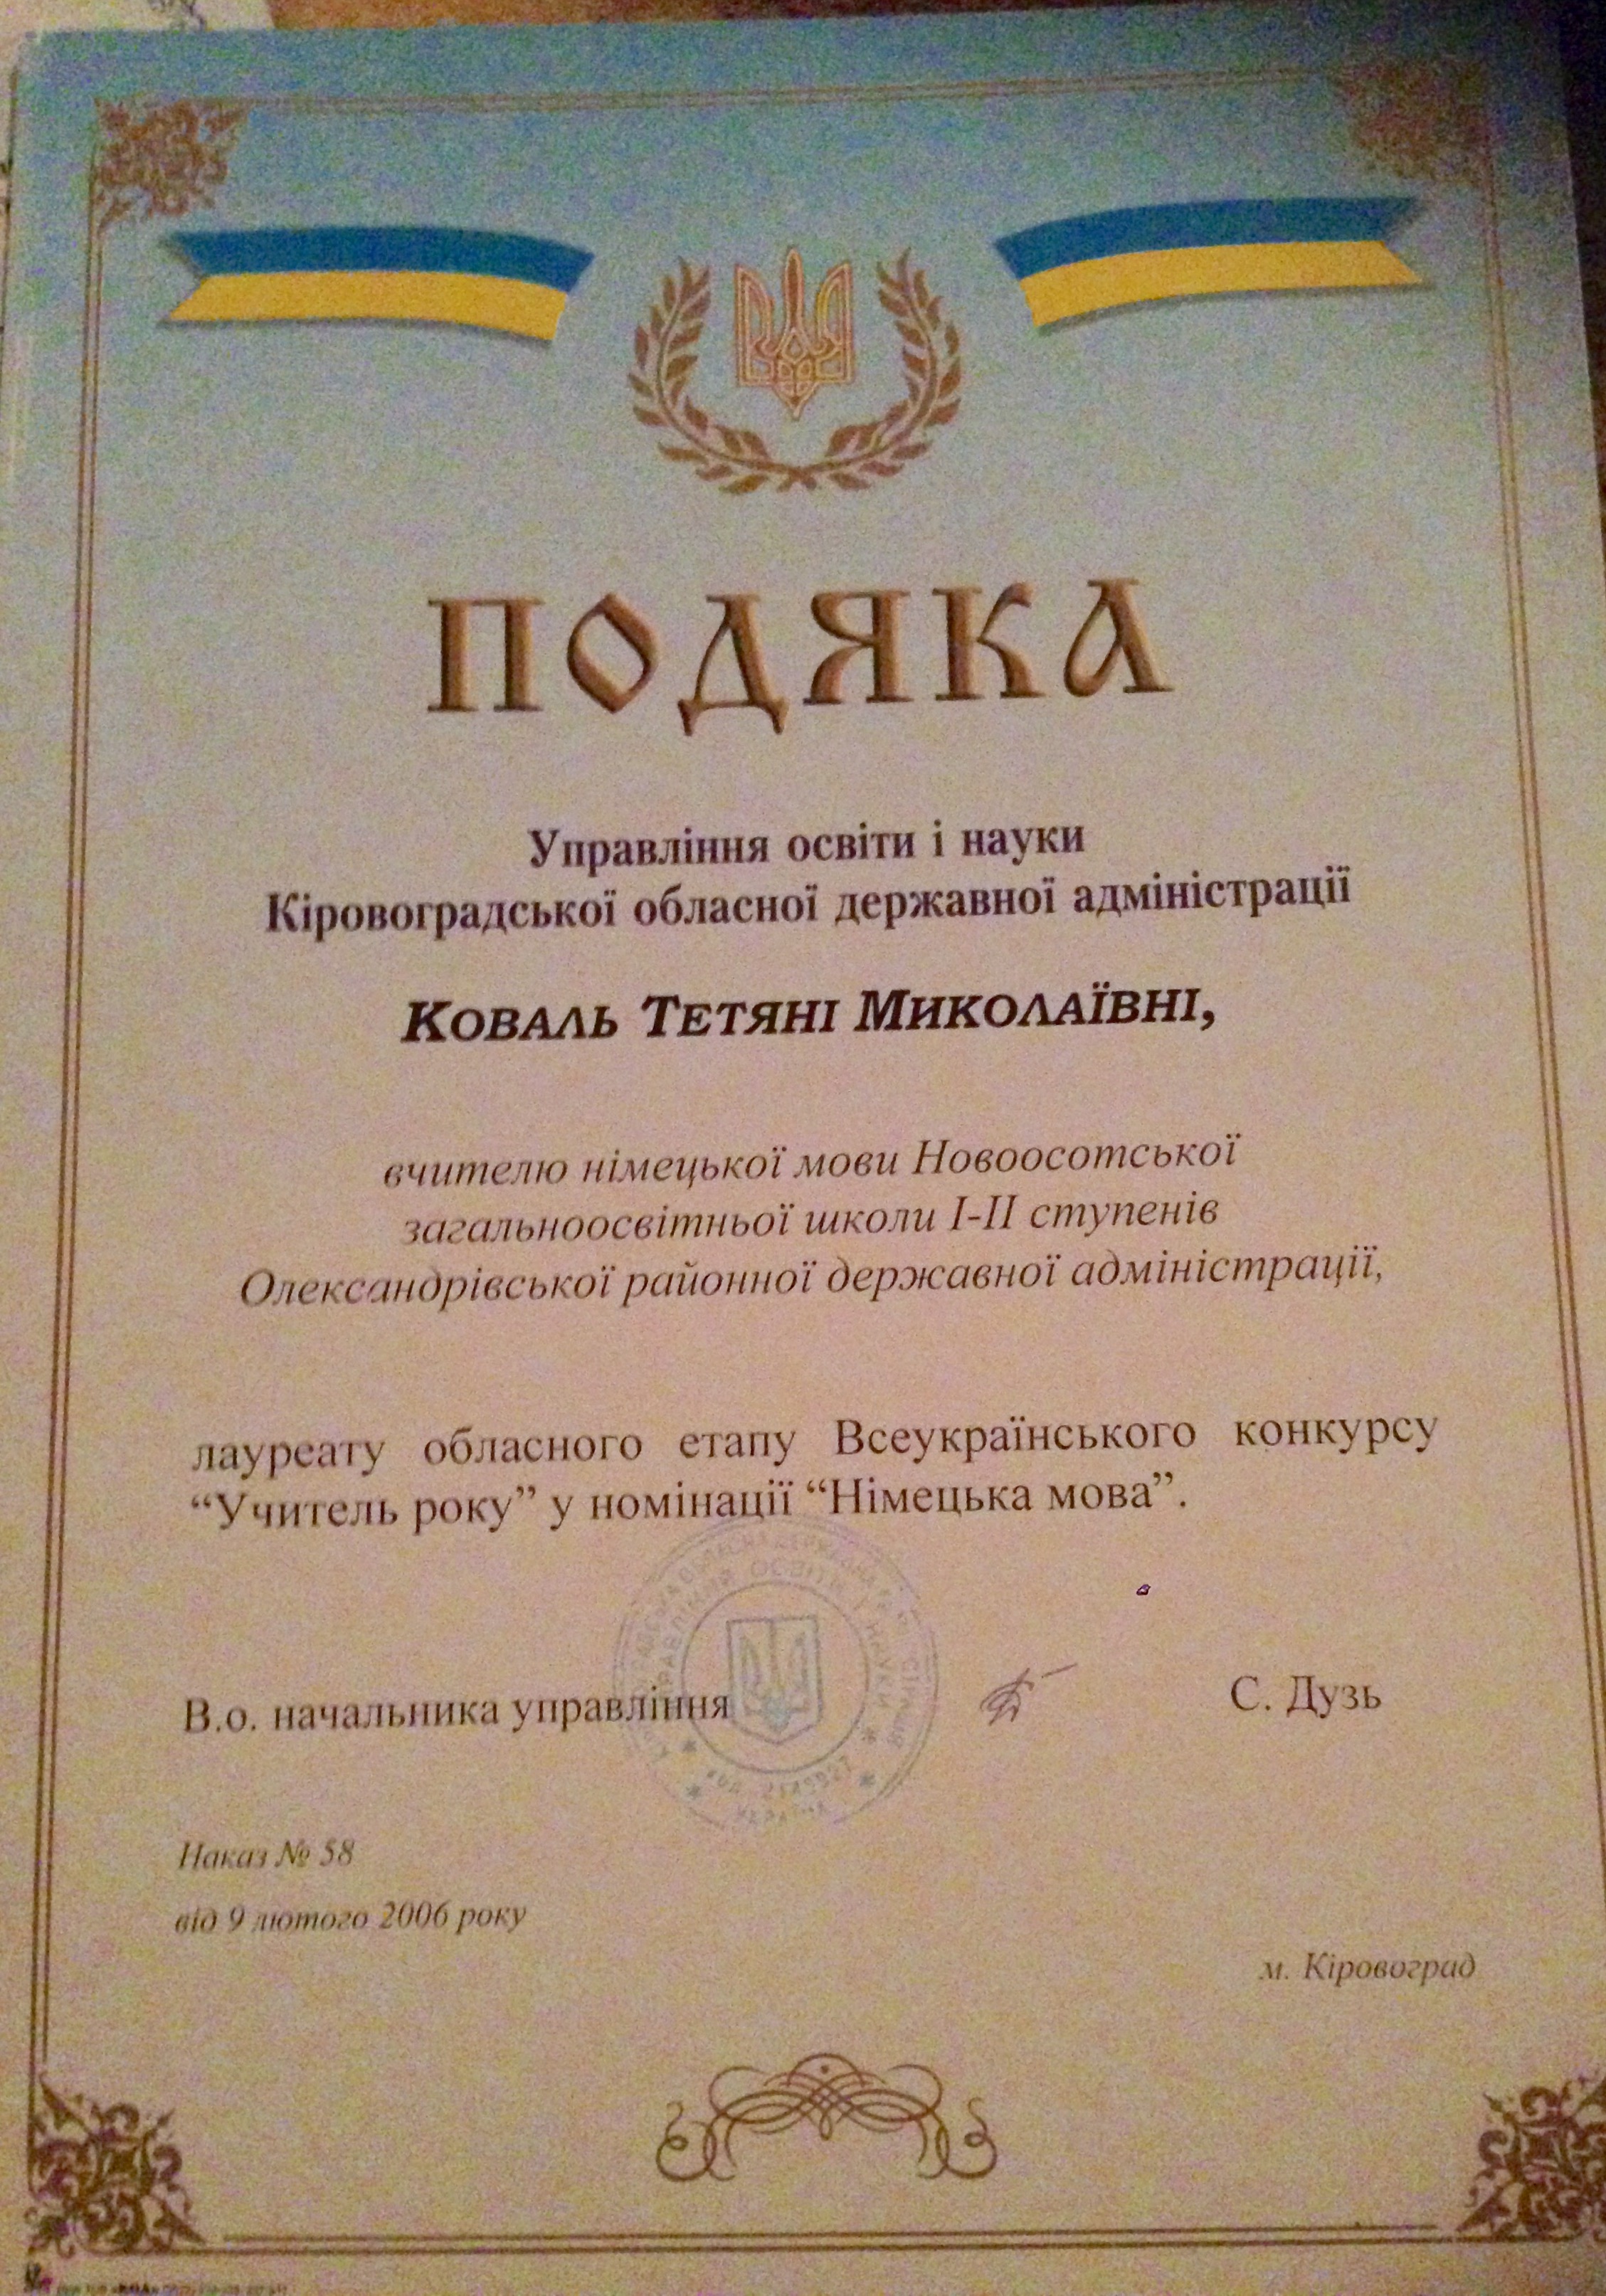 ПОДЯКА
Управління освіти і науки
Кіровоградської обласної державної адміністрації
КОВАЛЬ ТЕТЯНІ МИКОЛАЇВНІ,
вчителю німецької мови Новоосотської
загальноосвітньої школи І-ІІ ступенів
Олександрівської районної державної адміністрації,
лауреату обласного етапу Всеукраїнського конкурсу
“Учитель року” у номінації “Німецька мова”.
В.о. начальника управління С. Дузь
Наказ № 58
від 9 лютого 2006 року
м. Кіровоград